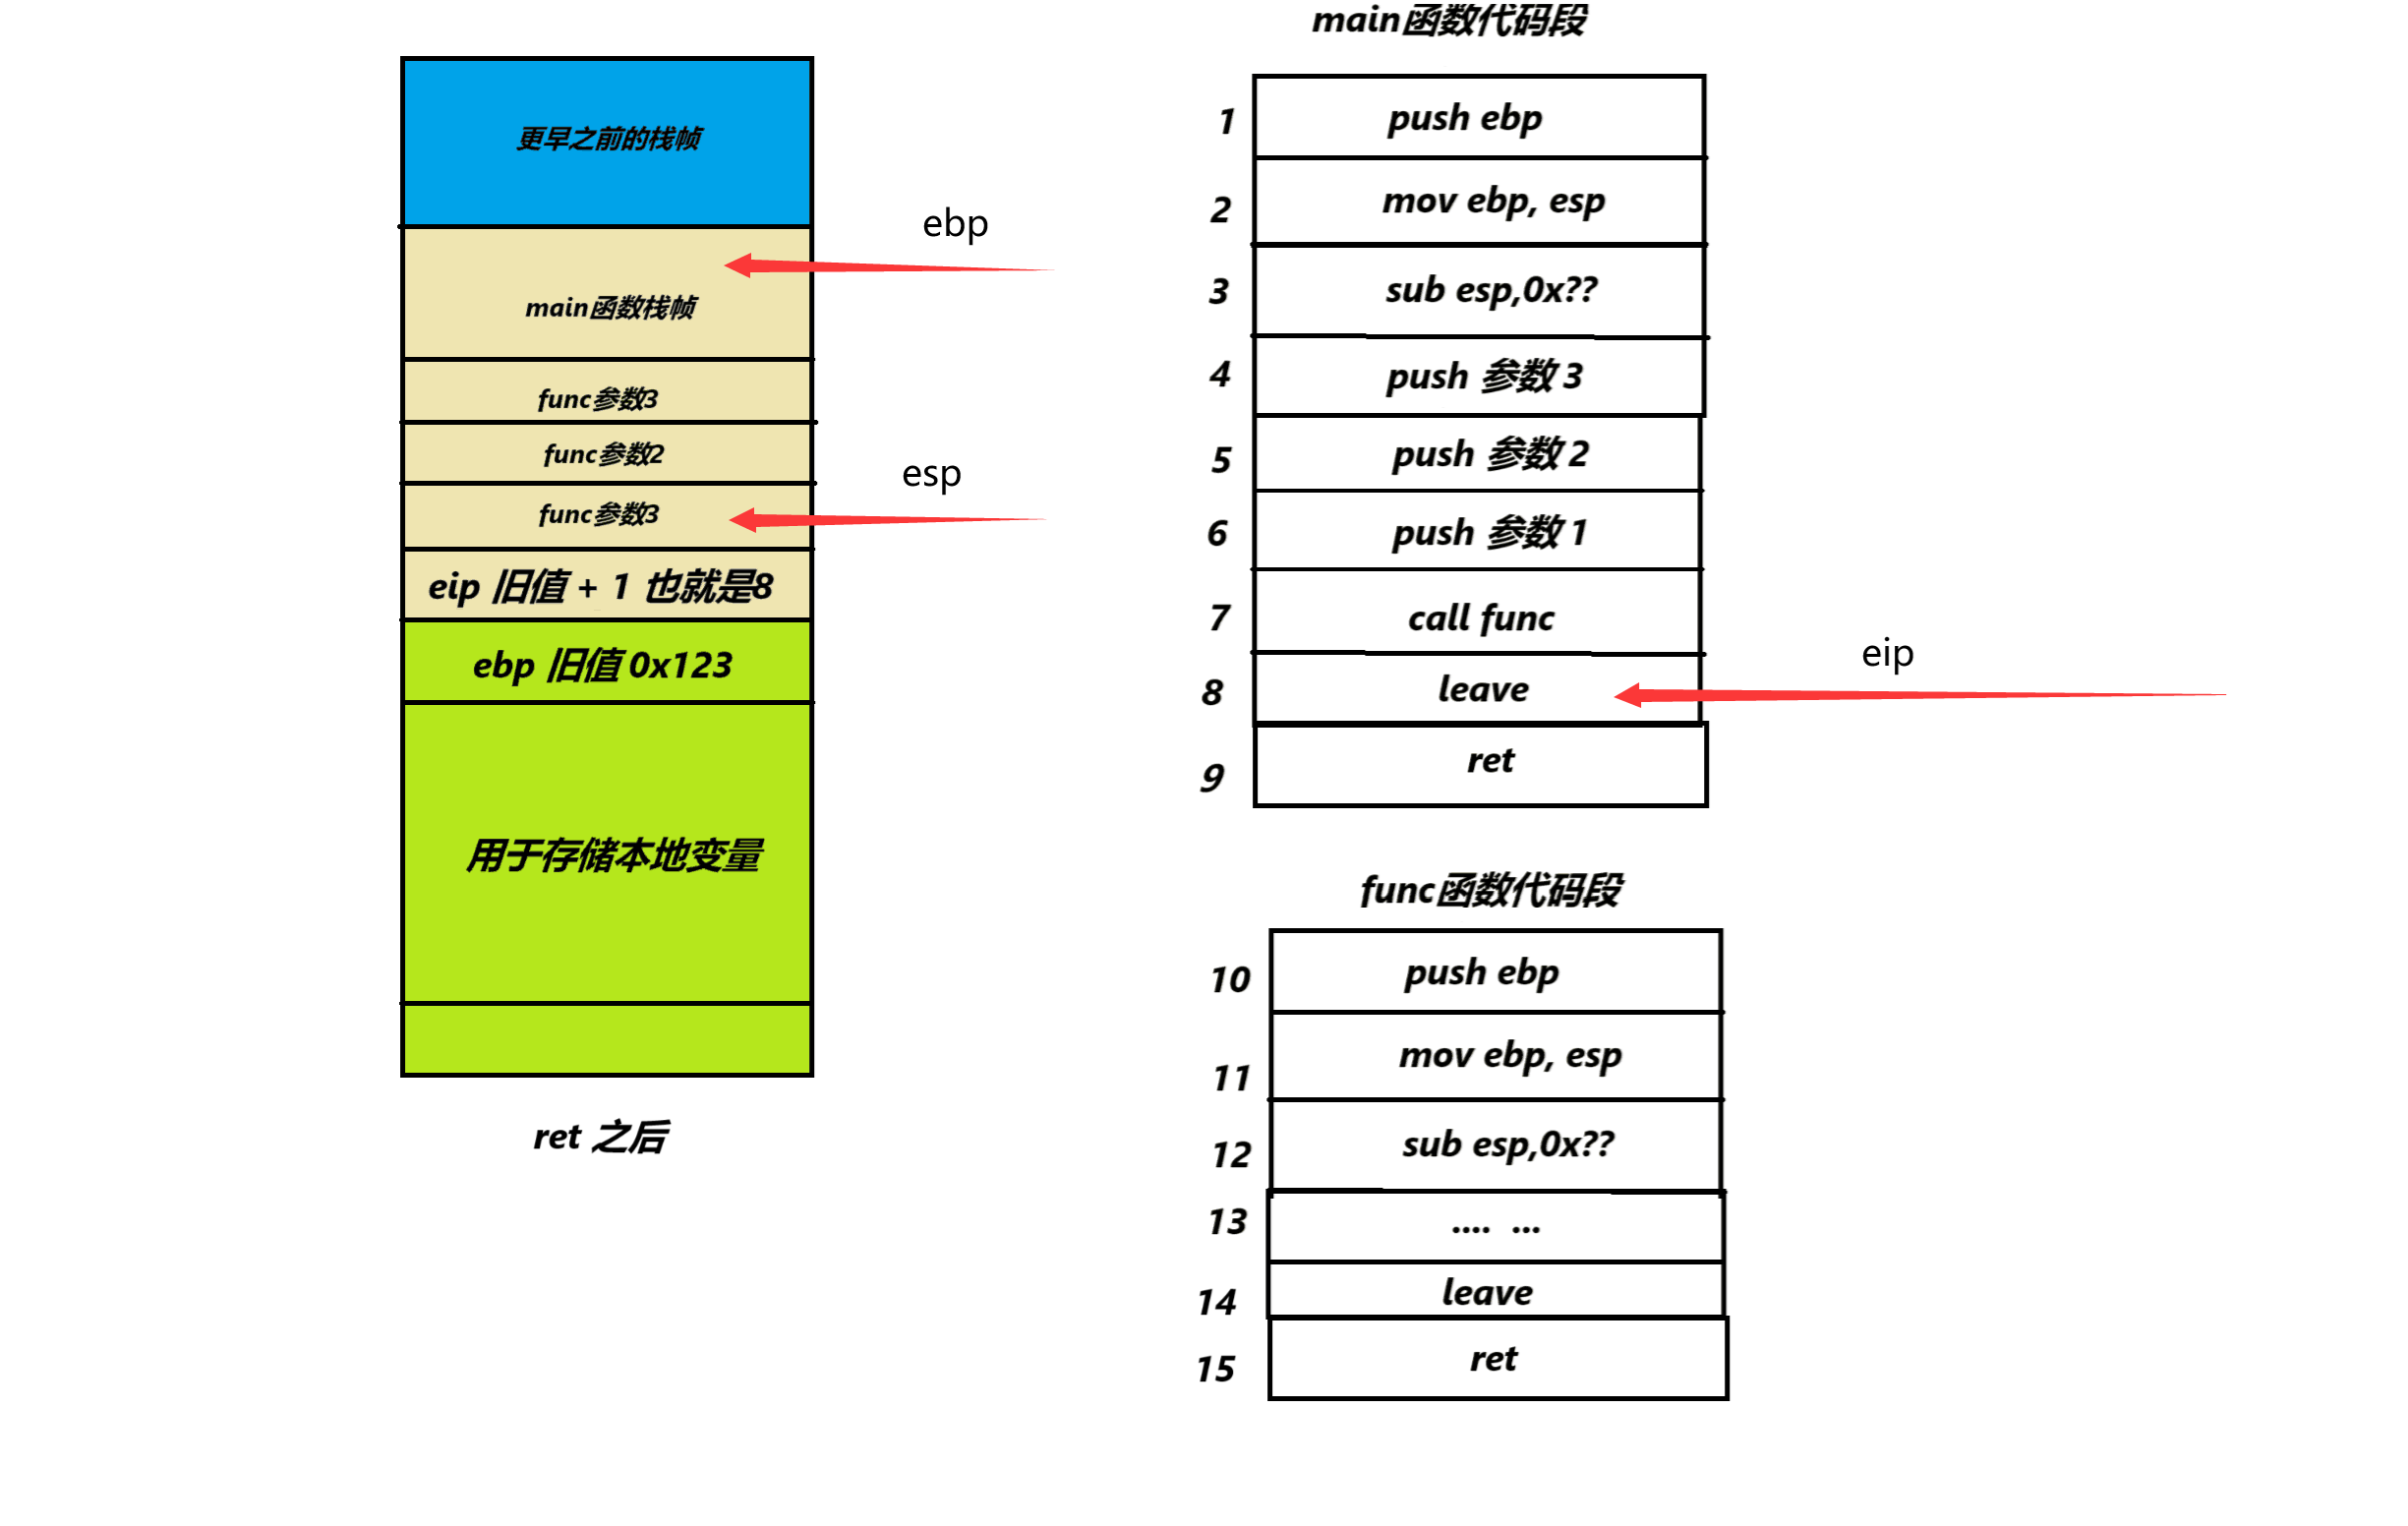 更早之前的栈帧
ebp
main函数栈帧
func参数3
func参数2
esp
func参数3
eip 旧值 + 1 也就是8
ebp 旧值 0x123
用于存储本地变量
ret 之后
main函数代码段
1 push ebp
2 mov ebp, esp
3 sub esp,0x??
4 push 参数 3
5 push 参数 2
6 push 参数 1
7 call func
8 leave
eip
9 ret
func函数代码段
10 push ebp
11 mov ebp, esp
12 sub esp,0x??
13 .... ...
14 leave
15 ret